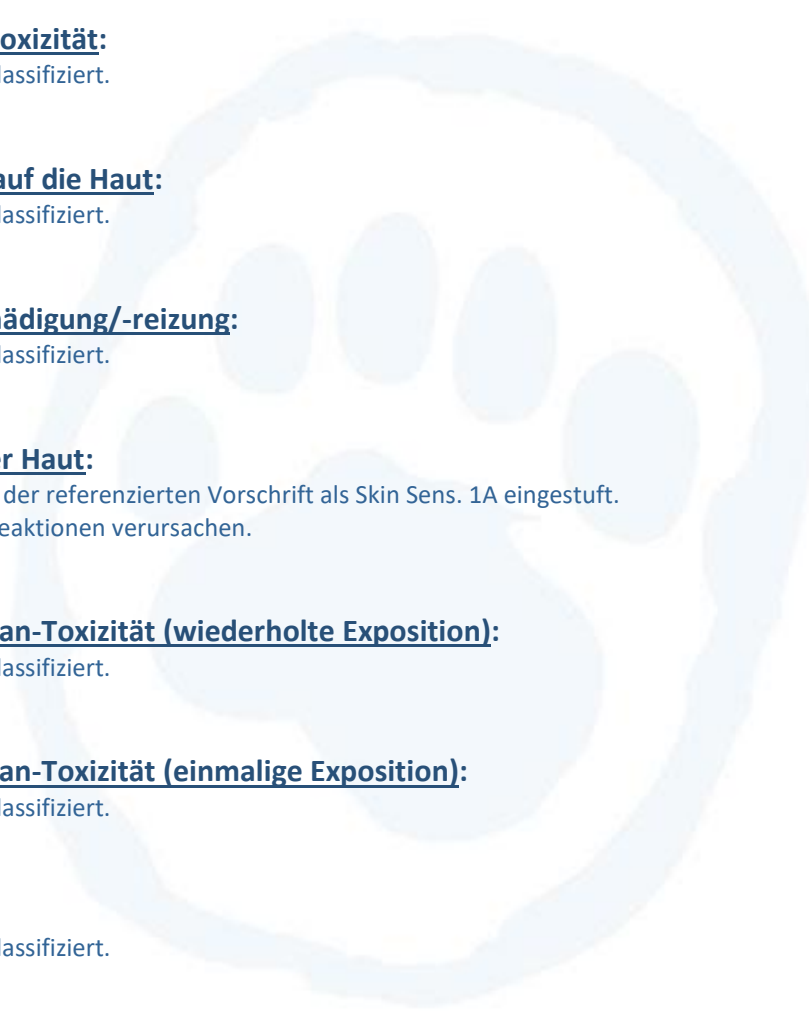 oxizität:
lassifiziert.
auf die Haut:
lassifiziert.
ädigung/-reizung:
lassifiziert.
r Haut:
der referenzierten Vorschrift als Skin Sens. 1A eingestuft.
eaktionen verursachen.
an-Toxizität (wiederholte Exposition):
lassifiziert.
an-Toxizität (einmalige Exposition):
lassifiziert.
lassifiziert.